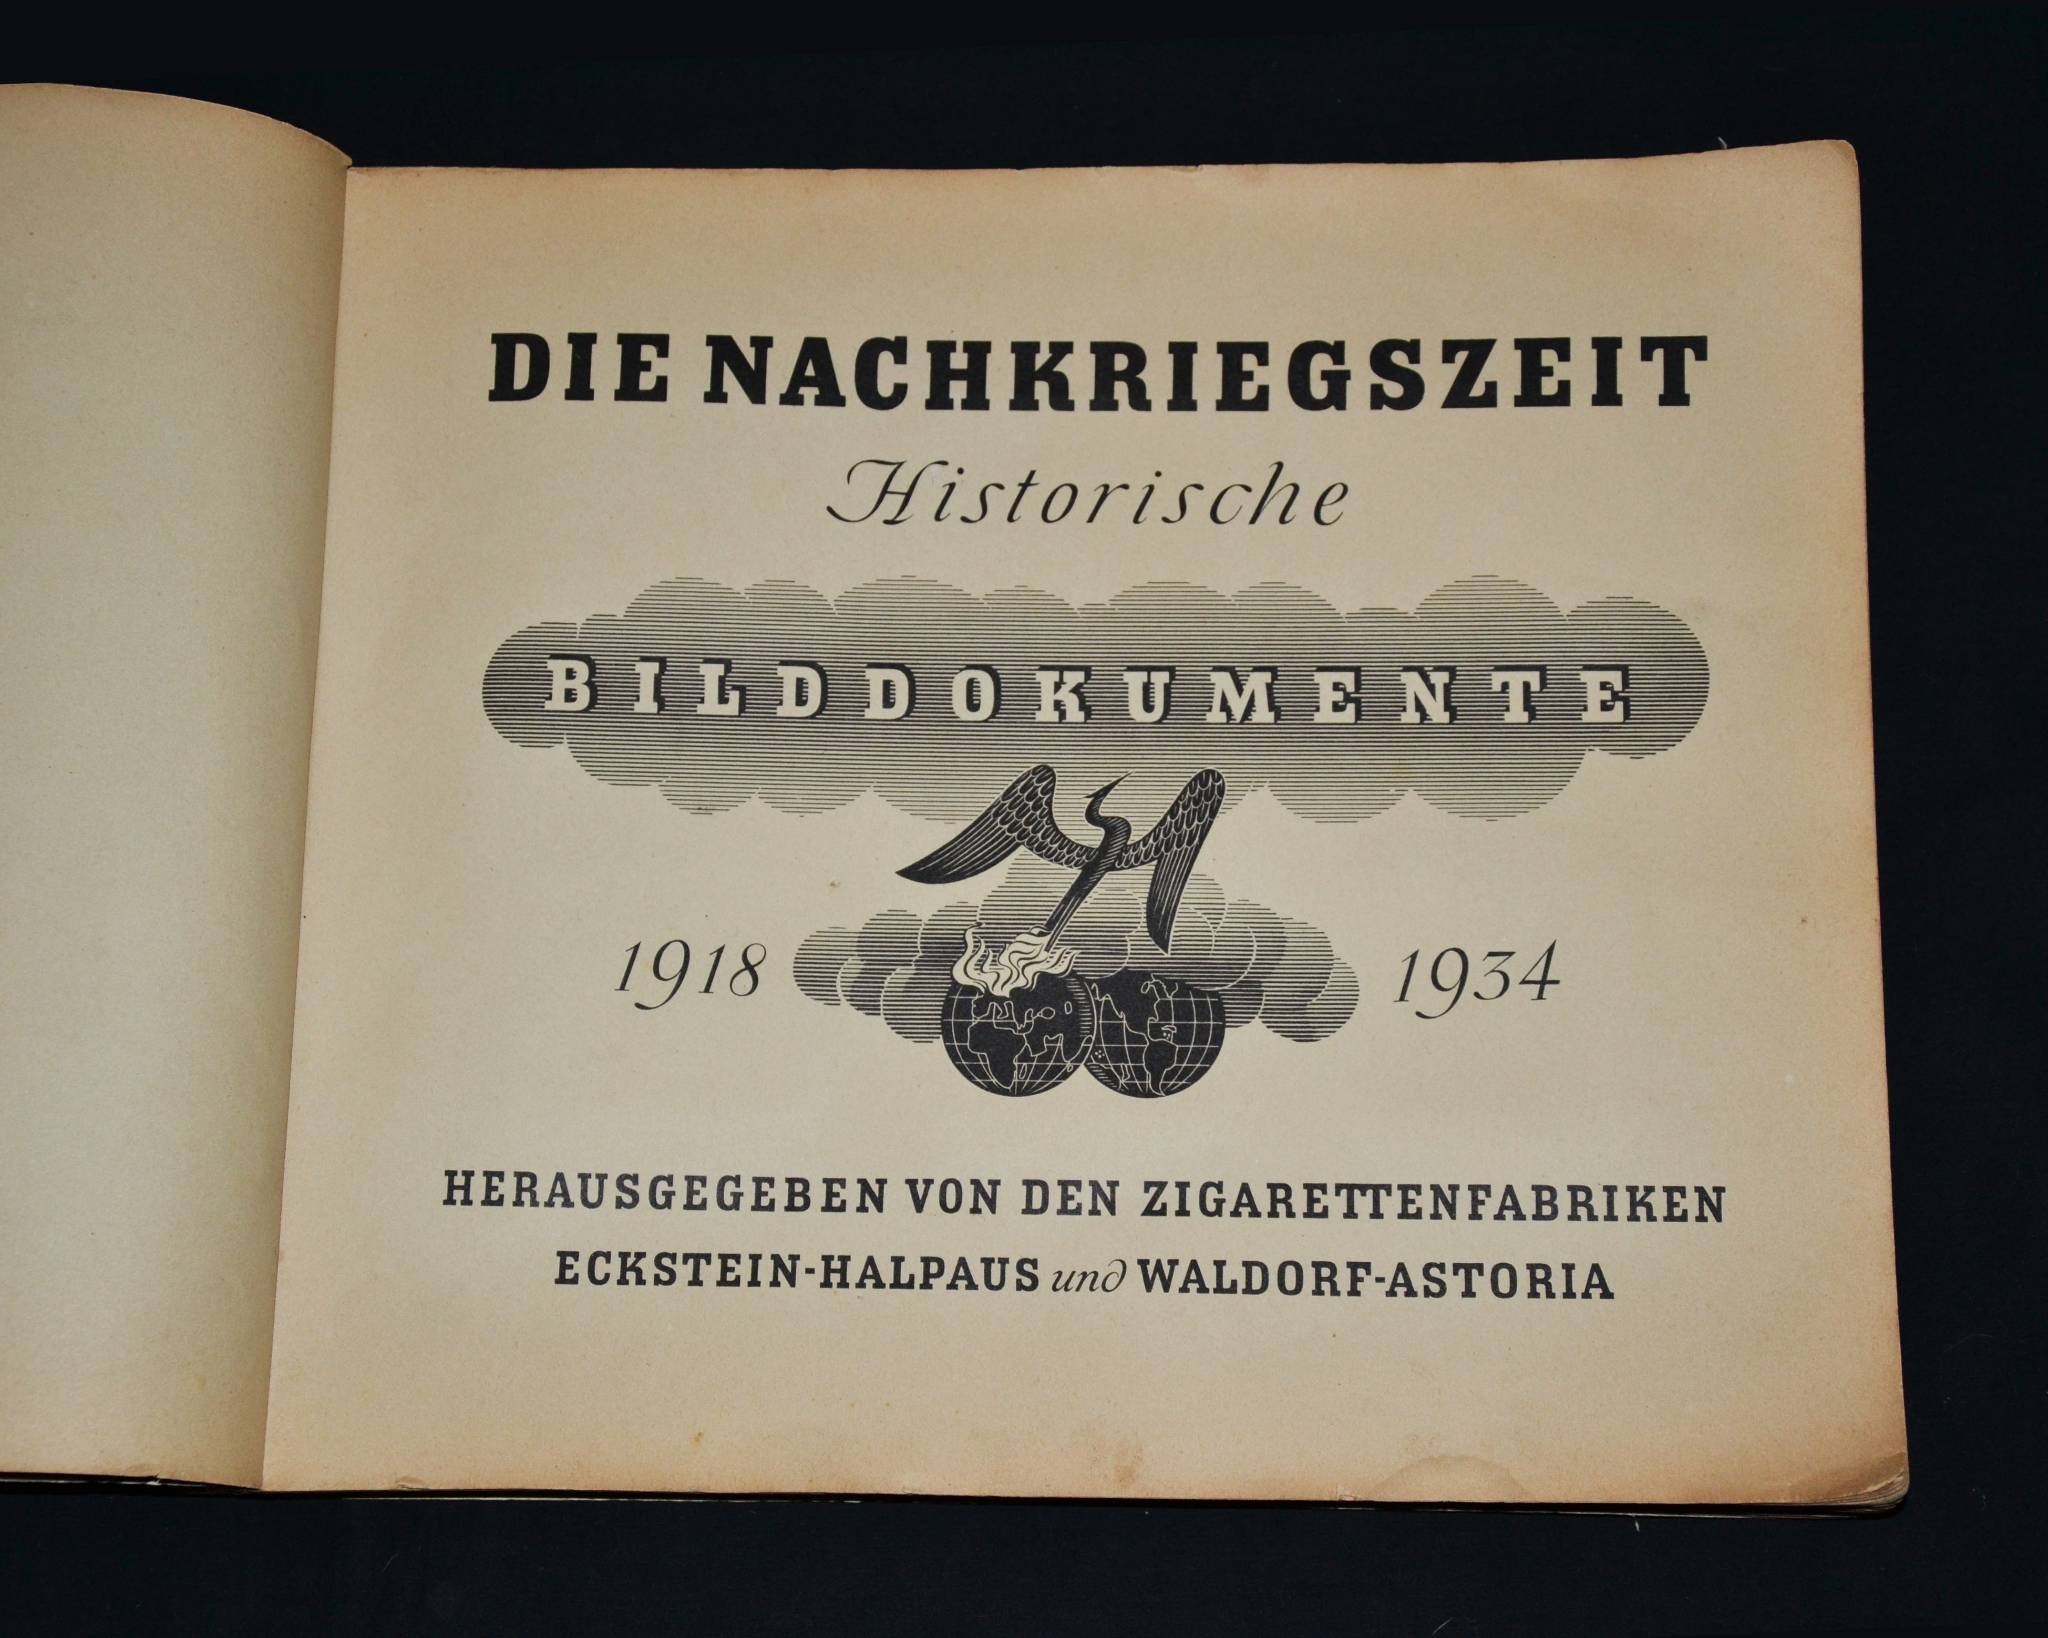 DIE NACHKRIEGSZEIT
Historische
BILDDOKUMENTE
1918 1934
HERAUSGEGEBEN VON DEN ZIGARETTENFABRIKEN
ECKSTEIN-HALPAUS und WALDORF-ASTORIA